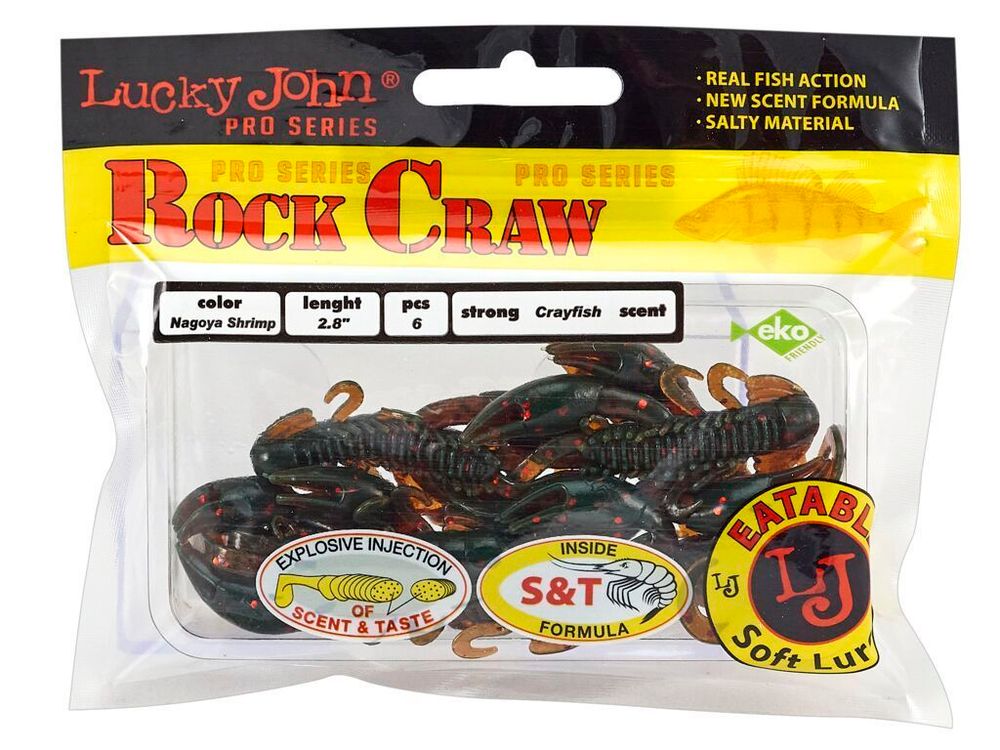 Lucky John®
PRO SERIES
• REAL FISH ACTION
• NEW SCENT FORMULA
• SALTY MATERIAL
PRO SERIES PRO SERIES
ROCK CRAW
color lenght pcs strong Crayfish scent
Nagoya Shrimp 2.8" 6
eko
FRIENDLY
EXPLOSIVE INJECTION
OF
SCENT & TASTE
INSIDE
S&T
FORMULA
EATABL
LJ
LJ
Soft Lur